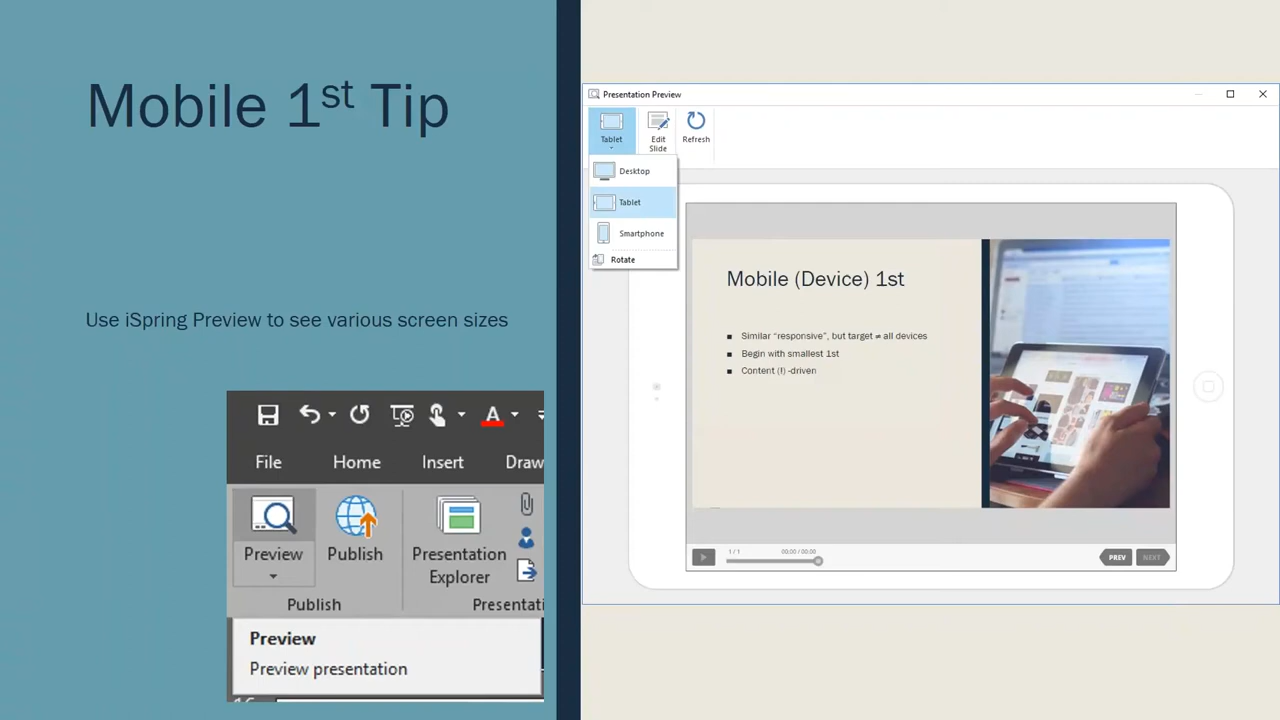 Mobile 1st Tip
Use iSpring Preview to see various screen sizes
File Home Insert Draw
Preview Publish Presentation Explorer
Publish Presentati
Preview
Preview presentation
Presentation Preview
Tablet Edit Slide Refresh
Desktop
Tablet
Smartphone
Rotate
Mobile (Device) 1st
■ Similar “responsive”, but target ≠ all devices
■ Begin with smallest 1st
■ Content (!) -driven
1 / 1 00:00 / 00:00
PREV NEXT